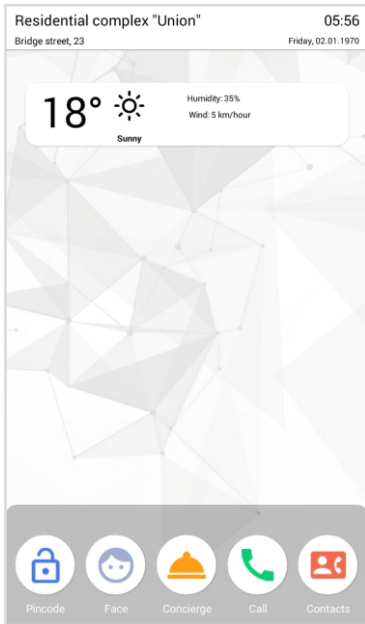 Residential complex "Union" 05:56
Bridge street, 23 Friday, 02.01.1970
18° Humidity: 35%
Wind: 5 km/hour
Sunny
Pincode Face Concierge Call Contacts